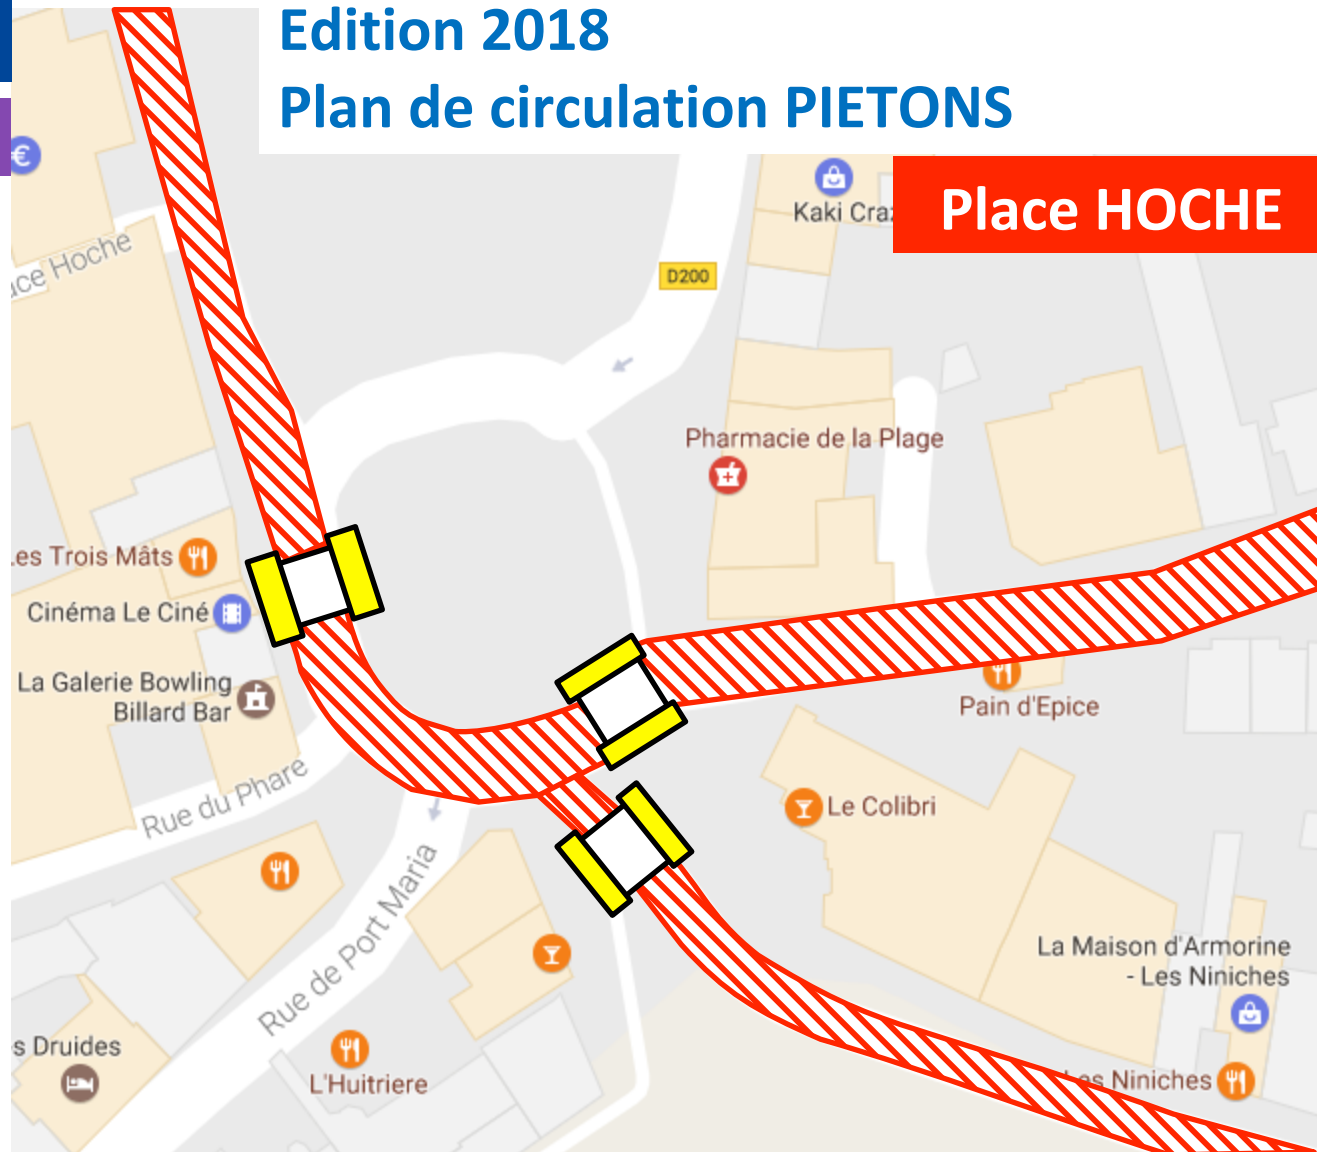 Edition 2018
Plan de circulation PIETONS
€
Kaki Craz
Place HOCHE
ace Hoche
D200
Pharmacie de la Plage
Les Trois Mâts
Cinéma Le Ciné
La Galerie Bowling
Billard Bar
Pain d'Epice
Rue du Phare
Le Colibri
Rue de Port Maria
La Maison d'Armorine
- Les Niniches
s Druides
L'Huitriere
Les Niniches